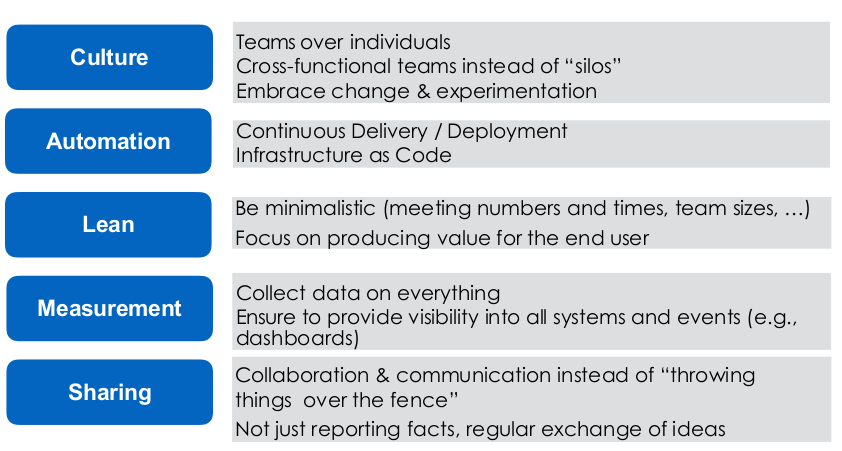 Culture
Teams over individuals
Cross-functional teams instead of “silos”
Embrace change & experimentation
Automation
Continuous Delivery / Deployment
Infrastructure as Code
Lean
Be minimalistic (meeting numbers and times, team sizes, …)
Focus on producing value for the end user
Measurement
Collect data on everything
Ensure to provide visibility into all systems and events (e.g.,
dashboards)
Sharing
Collaboration & communication instead of “throwing
things  over the fence”
Not just reporting facts, regular exchange of ideas